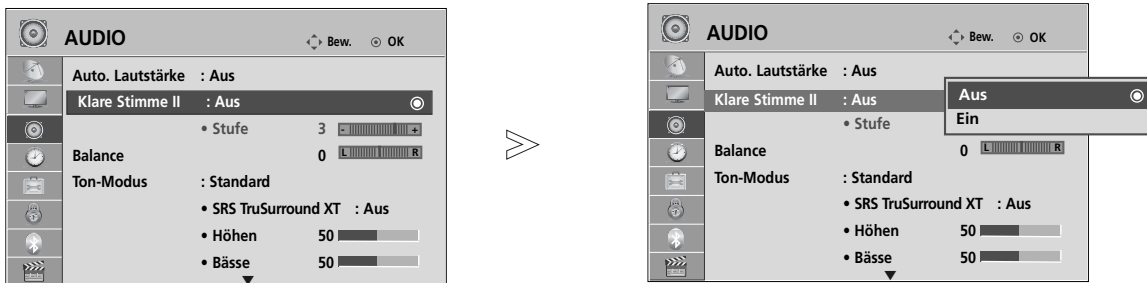 AUDIO
Bew. OK
Auto. Lautstärke : Aus
Klare Stimme II : Aus
• Stufe 3 - +
Balance 0 L R
Ton-Modus : Standard
• SRS TruSurround XT : Aus
• Höhen 50
• Bässe 50
AUDIO
Bew. OK
Auto. Lautstärke : Aus
Klare Stimme II : Aus
Aus
Ein
• Stufe
Balance 0 L R
Ton-Modus : Standard
• SRS TruSurround XT : Aus
• Höhen 50
• Bässe 50